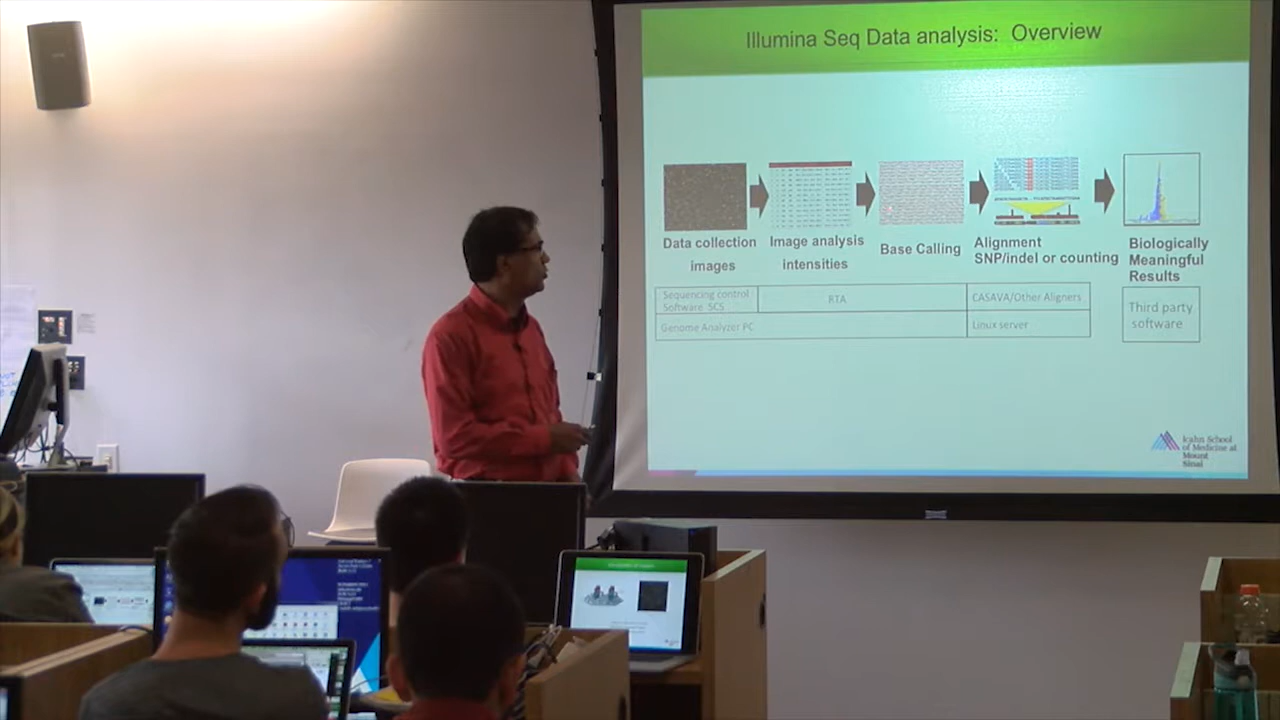 Illumina Seq Data analysis: Overview
Data collection
images
Image analysis
intensities
Base Calling
Alignment
SNP/indel or counting
Biologically
Meaningful
Results
Sequencing control
Software SCS
RTA
CASAVA/Other Aligners
Genome Analyzer PC
Linux server
Third party
software
Icahn School
of Medicine at
Mount
Sinai